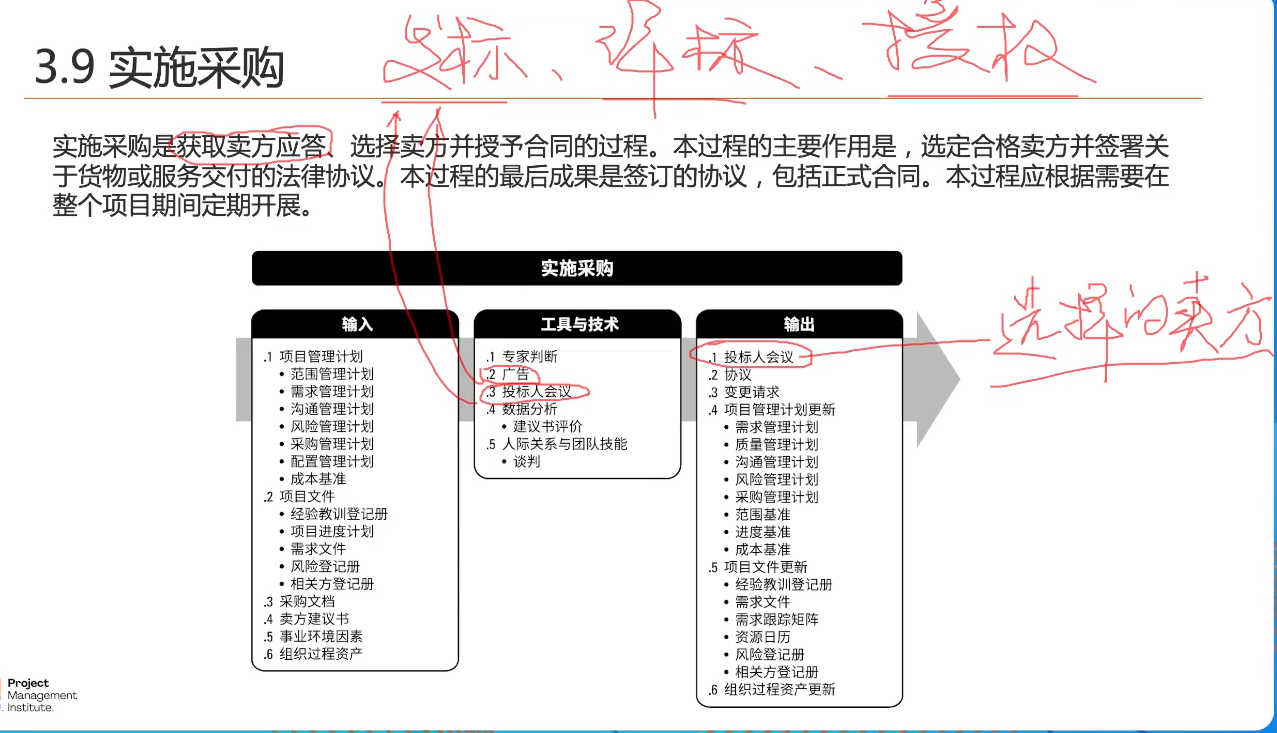 发标、评标、授权
3.9 实施采购
实施采购是获取卖方应答、选择卖方并授予合同的过程。本过程的主要作用是，选定合格卖方并签署关
于货物或服务交付的法律协议。本过程的最后成果是签订的协议，包括正式合同。本过程应根据需要在
整个项目期间定期开展。
实施采购
输入
.1 项目管理计划
• 范围管理计划
• 需求管理计划
• 沟通管理计划
• 风险管理计划
• 采购管理计划
• 配置管理计划
• 成本基准
.2 项目文件
• 经验教训登记册
• 项目进度计划
• 需求文件
• 风险登记册
• 相关方登记册
.3 采购文档
.4 卖方建议书
.5 事业环境因素
.6 组织过程资产
工具与技术
.1 专家判断
.2 广告
.3 投标人会议
.4 数据分析
• 建议书评价
.5 人际关系与团队技能
• 谈判
输出
.1 投标人会议
.2 协议
.3 变更请求
.4 项目管理计划更新
• 需求管理计划
• 质量管理计划
• 沟通管理计划
• 风险管理计划
• 采购管理计划
• 范围基准
• 进度基准
• 成本基准
.5 项目文件更新
• 经验教训登记册
• 需求文件
• 需求跟踪矩阵
• 资源日历
• 风险登记册
• 相关方登记册
.6 组织过程资产更新
选择的卖方
Project
Management
Institute.